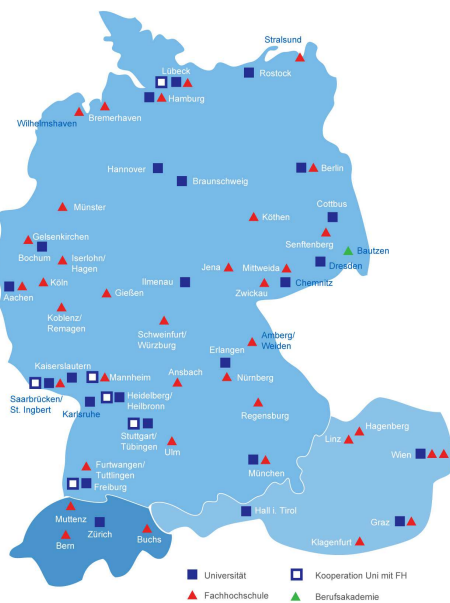 Stralsund
Lübeck
Rostock
Hamburg
Bremerhaven
Wilhelmshaven
Hannover
Berlin
Braunschweig
Cottbus
Münster
Köthen
Gelsenkirchen
Senftenberg
Bochum
Bautzen
Iserlohn/
Hagen
Jena
Mittweida
Dresden
Köln
Ilmenau
Zwickau
Chemnitz
Aachen
Gießen
Koblenz/
Remagen
Schweinfurt/
Würzburg
Amberg/
Weiden
Erlangen
Kaiserslautern
Mannheim
Ansbach
Nürnberg
Saarbrücken/
St. Ingbert
Karlsruhe
Heidelberg/
Heilbronn
Regensburg
Stuttgart/
Tübingen
Hagenberg
Linz
Ulm
Wien
München
Furtwangen/
Tuttlingen
Freiburg
Muttenz
Zürich
Hall i. Tirol
Graz
Bern
Buchs
Klagenfurt
Universität
Kooperation Uni mit FH
Fachhochschule
Berufsakademie